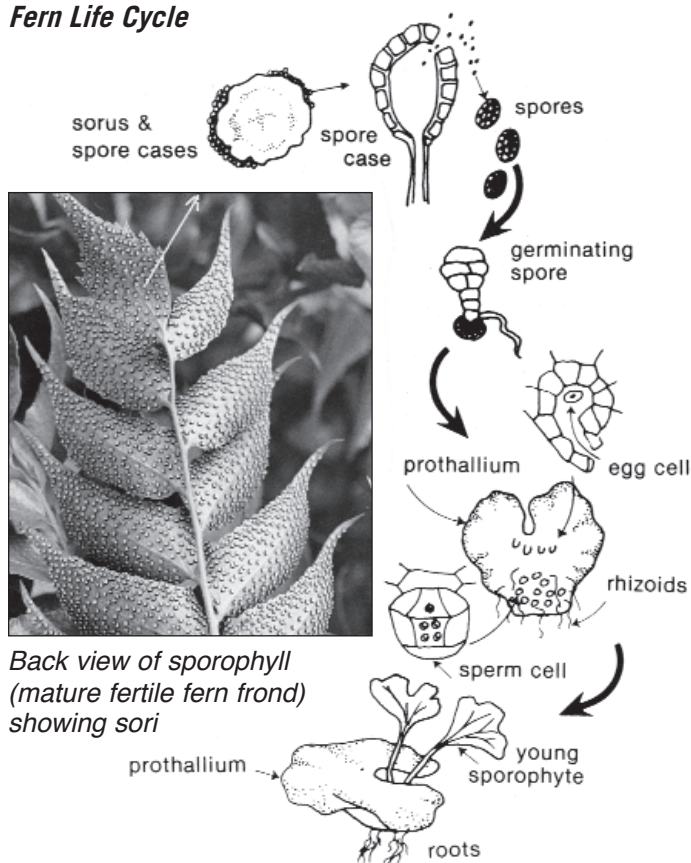 Fern Life Cycle
sorus &
spore cases
spore
case
spores
germinating
spore
prothallium
egg cell
rhizoids
sperm cell
Back view of sporophyll
(mature fertile fern frond)
showing sori
prothallium
young
sporophyte
roots